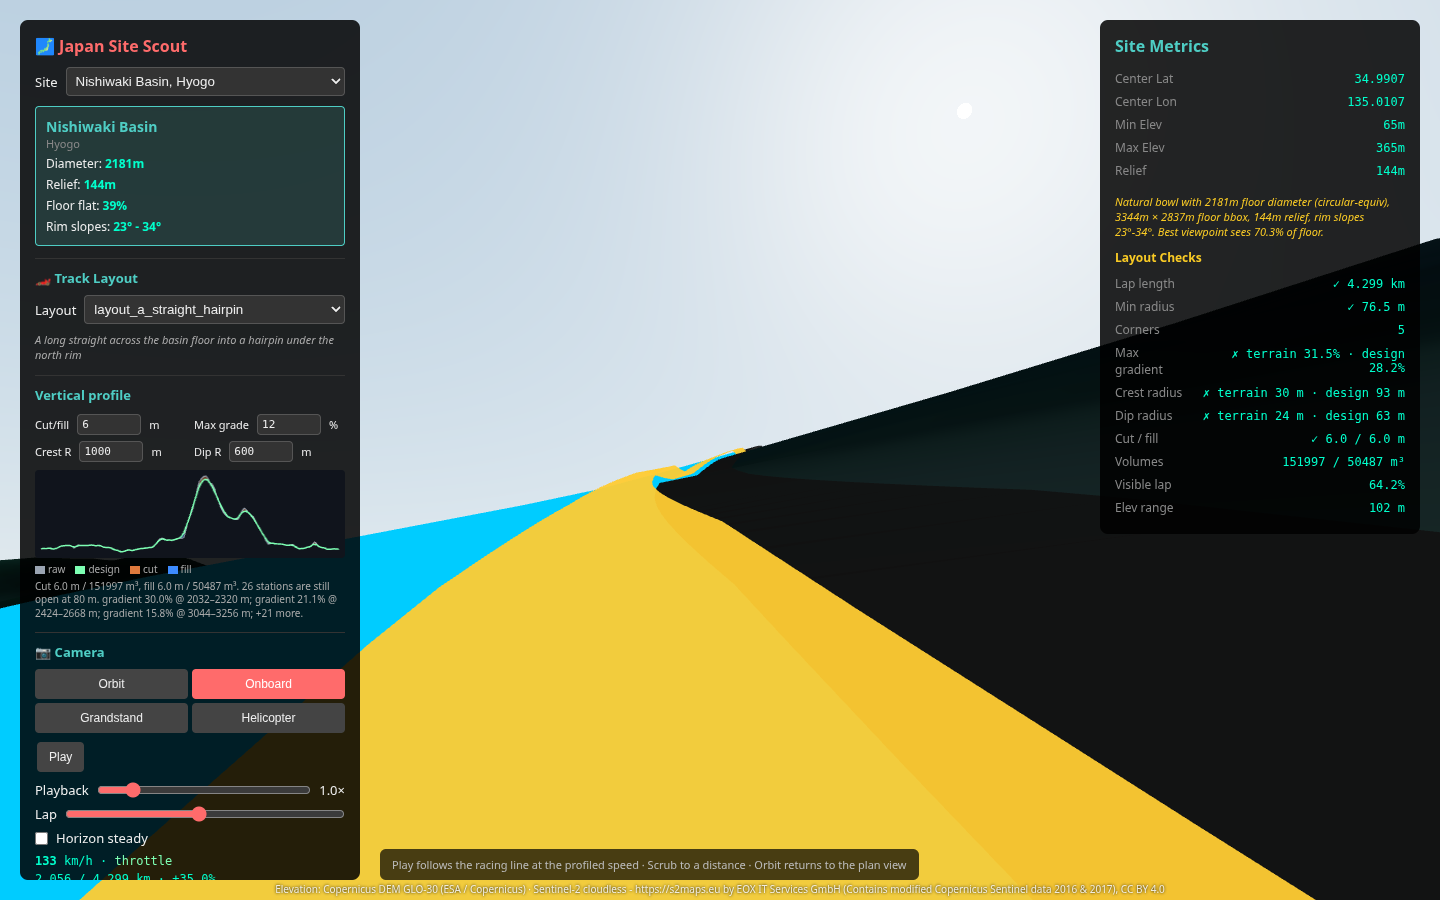 Japan Site Scout
Site
Nishiwaki Basin, Hyogo
Nishiwaki Basin
Hyogo
Diameter: 2181m
Relief: 144m
Floor flat: 39%
Rim slopes: 23° - 34°
Track Layout
Layout
layout_a_straight_hairpin
A long straight across the basin floor into a hairpin under the
north rim
Vertical profile
Cut/fill 6 m Max grade 12 %
Crest R 1000 m Dip R 600 m
raw design cut fill
Cut 6.0 m / 151997 m³, fill 6.0 m / 50487 m³. 26 stations are still
open at 80 m. gradient 30.0% @ 2032–2320 m; gradient 21.1% @
2424–2668 m; gradient 15.8% @ 3044–3256 m; +21 more.
Camera
Orbit
Onboard
Grandstand
Helicopter
Play
Playback 1.0×
Lap
Horizon steady
133 km/h · throttle
2.056 / 4.299 km · +35.0%
Site Metrics
Center Lat 34.9907
Center Lon 135.0107
Min Elev 65m
Max Elev 365m
Relief 144m
Natural bowl with 2181m floor diameter (circular-equiv),
3344m × 2837m floor bbox, 144m relief, rim slopes
23°-34°. Best viewpoint sees 70.3% of floor.
Layout Checks
Lap length ✓ 4.299 km
Min radius ✓ 76.5 m
Corners 5
Max gradient ✗ terrain 31.5% · design
28.2%
Crest radius ✗ terrain 30 m · design 93 m
Dip radius ✗ terrain 24 m · design 63 m
Cut / fill ✓ 6.0 / 6.0 m
Volumes 151997 / 50487 m³
Visible lap 64.2%
Elev range 102 m
Play follows the racing line at the profiled speed · Scrub to a distance · Orbit returns to the plan view
Elevation: Copernicus DEM GLO-30 (ESA / Copernicus) · Sentinel-2 cloudless - https://s2maps.eu by EOX IT Services GmbH (Contains modified Copernicus Sentinel data 2016 & 2017), CC BY 4.0